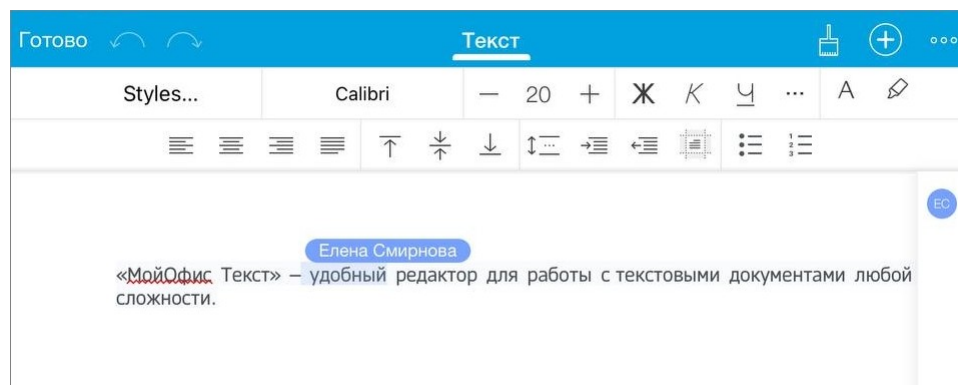 Готово Текст
Styles... Calibri — 20 + Ж К Ч ... А
Елена Смирнова ЕС
«МойОфис Текст» – удобный редактор для работы с текстовыми документами любой
сложности.